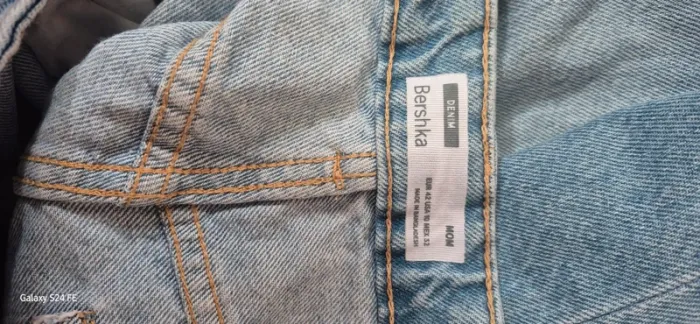 DENIM
Bershka
MOM
EUR 42 USA 10 MEX 32
MADE IN BANGLADESH
Galaxy S24 FE